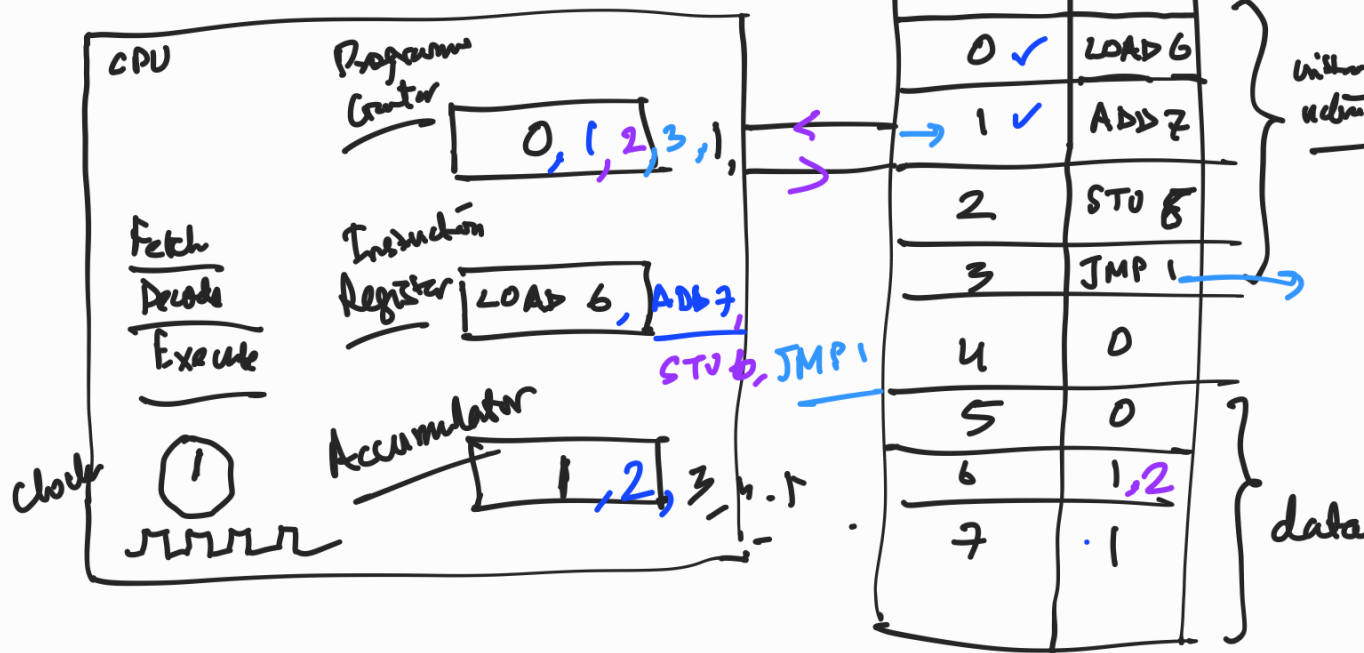 CPU
Programm
Counter
0, 1, 2, 3, 1,
Fetch
Decode
Execute
Instruction
Register
LOAD 6, ADD 7,
STO 6, JMP 1
Accumulator
1, 2, 3, 4. 5
Clock
1
0 ✓ LOAD 6
1 ✓ ADD 7
2 STO
3 JMP 1
4 0
5 0
6 1, 2
7 1
data